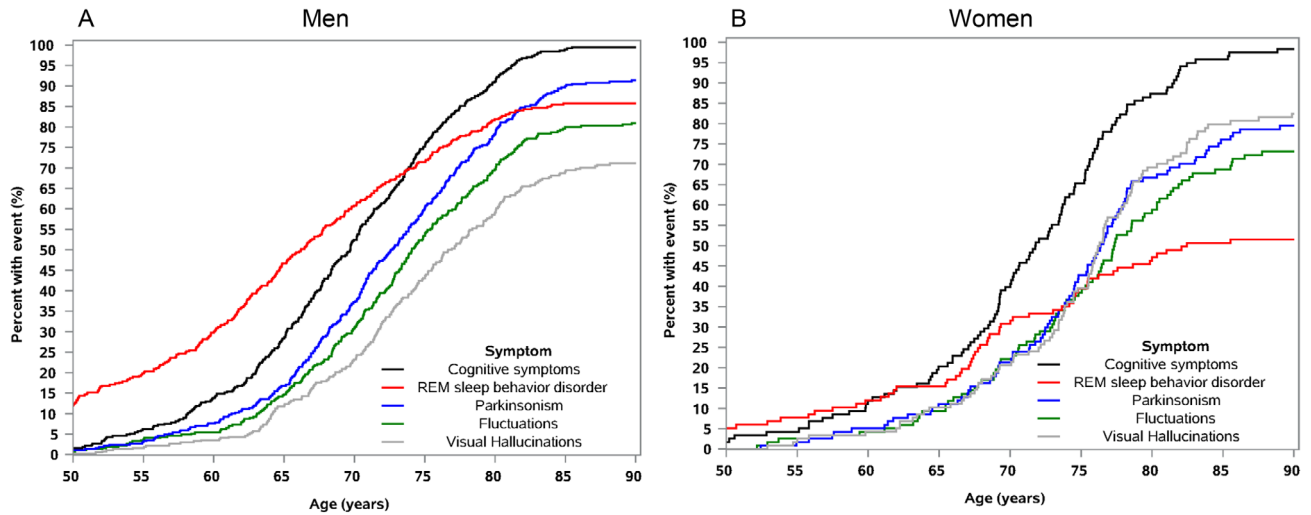 A Men
100
95
90
85
80
75
70
65
60
55
50
45
40
35
30
25
20
15
10
5
0
Percent with event (%)
50 55 60 65 70 75 80 85 90
Age (years)
Symptom
Cognitive symptoms
REM sleep behavior disorder
Parkinsonism
Fluctuations
Visual Hallucinations
B Women
100
95
90
85
80
75
70
65
60
55
50
45
40
35
30
25
20
15
10
5
0
Percent with event (%)
50 55 60 65 70 75 80 85 90
Age (years)
Symptom
Cognitive symptoms
REM sleep behavior disorder
Parkinsonism
Fluctuations
Visual Hallucinations